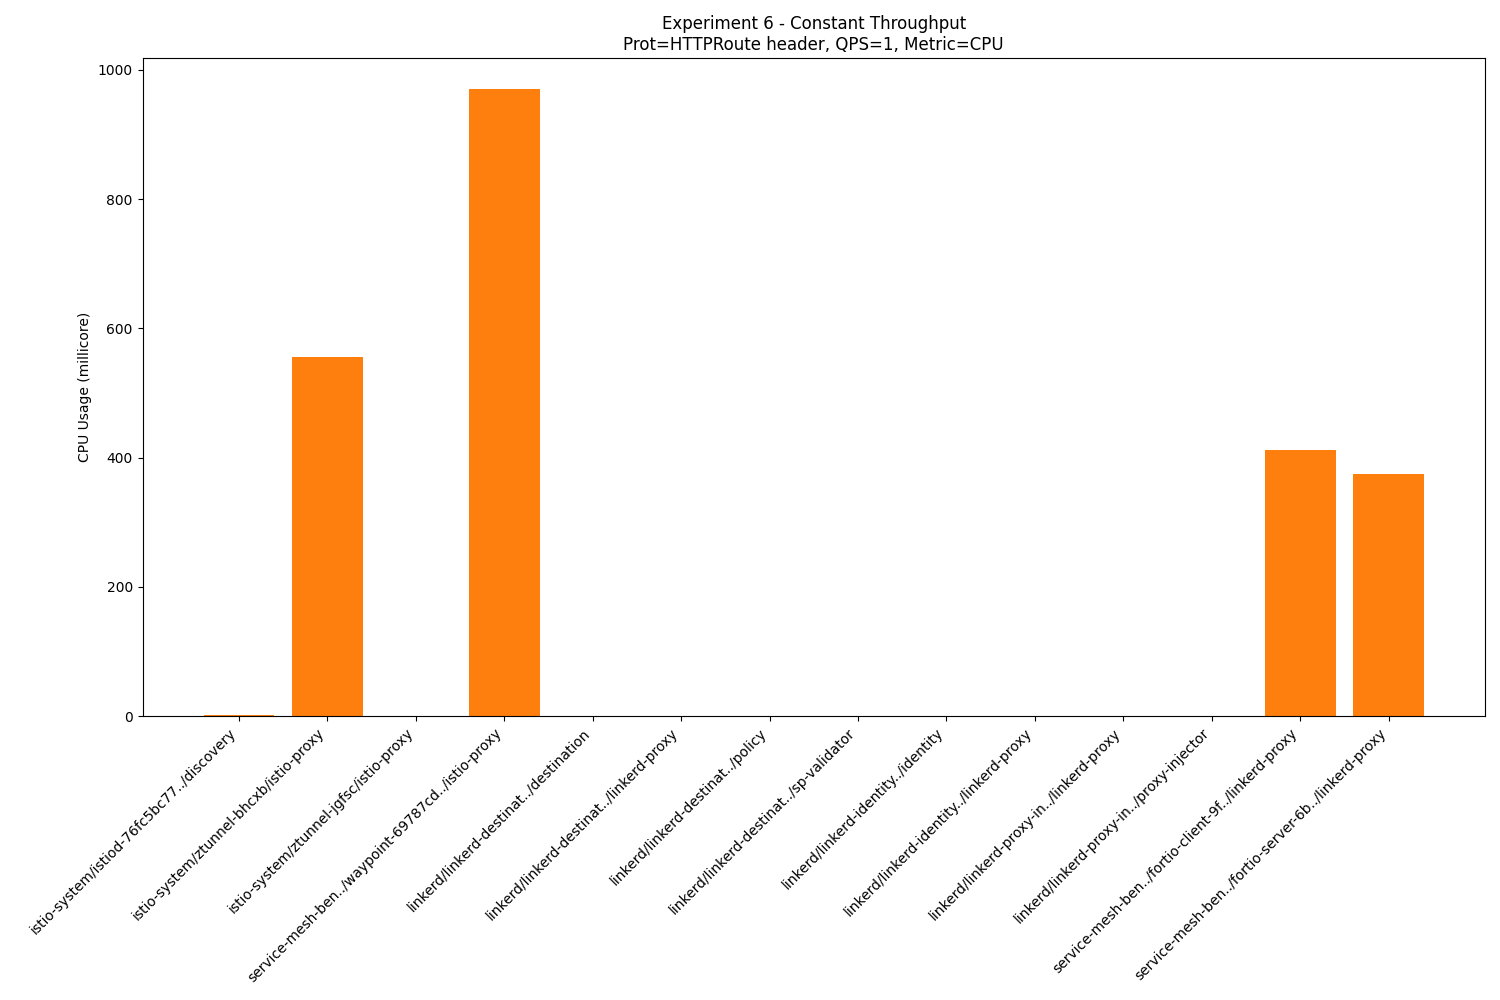 Experiment 6 - Constant Throughput
Prot=HTTPRoute header, QPS=1, Metric=CPU
CPU Usage (millicore)
1000
800
600
400
200
0
istio-system/istiod-76fc5bc77../discovery
istio-system/ztunnel-bhcxb/istio-proxy
istio-system/ztunnel-jgfsc/istio-proxy
service-mesh-ben../waypoint-69787cd../istio-proxy
linkerd/linkerd-destinat../destination
linkerd/linkerd-destinat../linkerd-proxy
linkerd/linkerd-destinat../policy
linkerd/linkerd-destinat../sp-validator
linkerd/linkerd-identity../identity
linkerd/linkerd-identity../linkerd-proxy
linkerd/linkerd-proxy-in../linkerd-proxy
linkerd/linkerd-proxy-in../proxy-injector
service-mesh-ben../fortio-client-9f../linkerd-proxy
service-mesh-ben../fortio-server-6b../linkerd-proxy